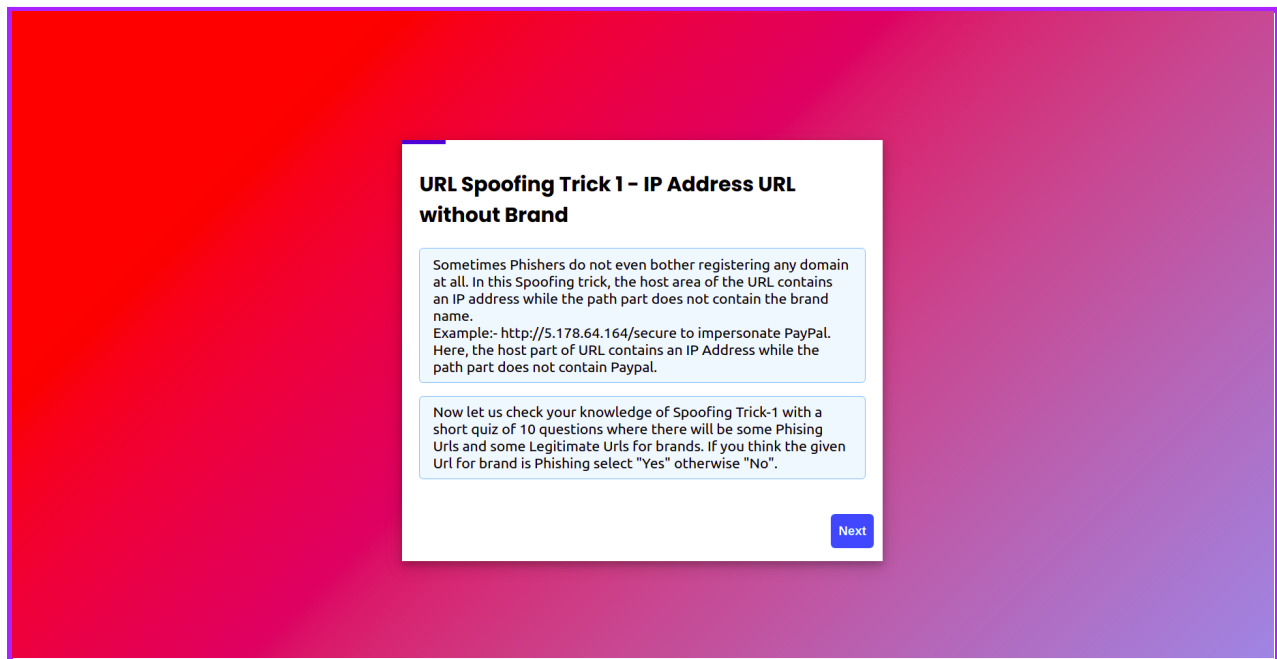 URL Spoofing Trick 1 - IP Address URL
without Brand
Sometimes Phishers do not even bother registering any domain
at all. In this Spoofing trick, the host area of the URL contains
an IP address while the path part does not contain the brand
name.
Example:- http://5.178.64.164/secure to impersonate PayPal.
Here, the host part of URL contains an IP Address while the
path part does not contain Paypal.
Now let us check your knowledge of Spoofing Trick-1 with a
short quiz of 10 questions where there will be some Phising
Urls and some Legitimate Urls for brands. If you think the given
Url for brand is Phishing select "Yes" otherwise "No".
Next